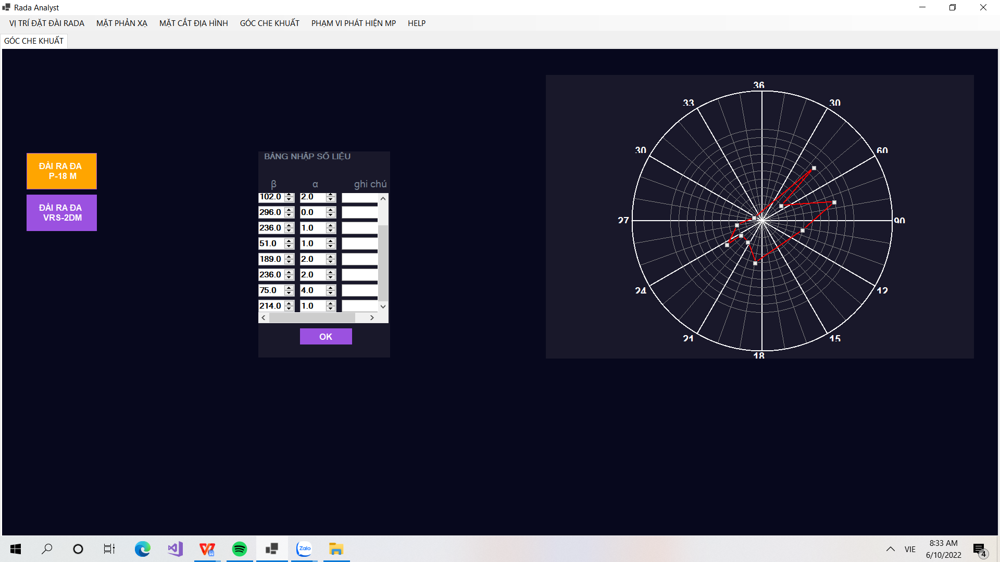 Rada Analyst
VỊ TRÍ ĐẶT ĐÀI RADA MẶT PHẢN XẠ MẶT CẮT ĐỊA HÌNH GÓC CHE KHUẤT PHẠM VI PHÁT HIỆN MP HELP
GÓC CHE KHUẤT
ĐÀI RA ĐA
P-18 M
ĐÀI RA ĐA
VRS-2DM
BẢNG NHẬP SỐ LIỆU
β α ghi chú
102.0 2.0
296.0 0.0
236.0 1.0
51.0 1.0
189.0 2.0
236.0 2.0
75.0 4.0
214.0 1.0
OK
36
33 30
30 60
27 90
24 12
21 15
18
Zalo
VIE
8:33 AM
6/10/2022
4